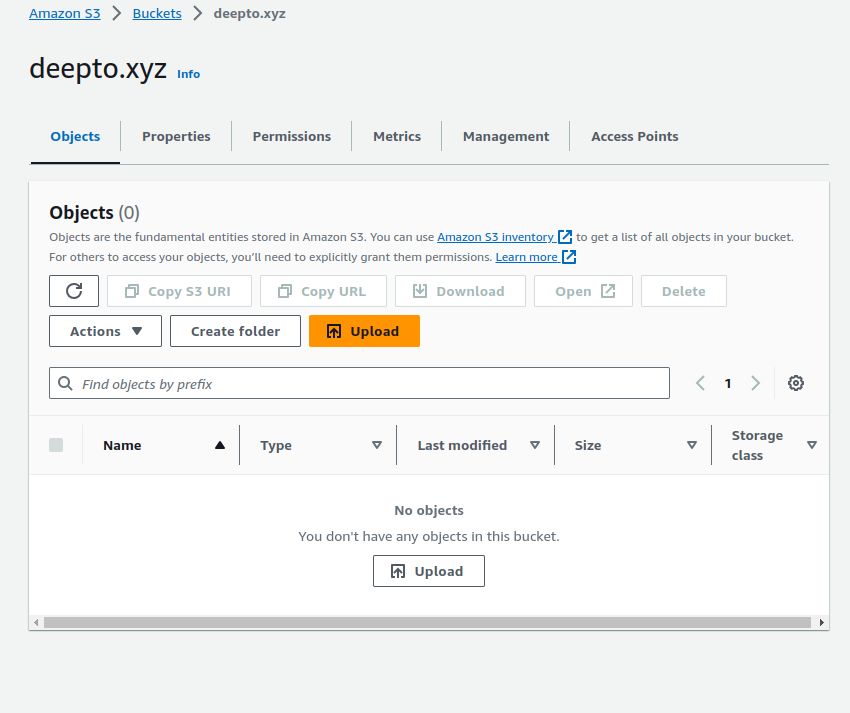 Amazon S3 > Buckets > deepto.xyz
deepto.xyz Info
Objects Properties Permissions Metrics Management Access Points
Objects (0)
Objects are the fundamental entities stored in Amazon S3. You can use Amazon S3 inventory to get a list of all objects in your bucket.
For others to access your objects, you’ll need to explicitly grant them permissions. Learn more
Copy S3 URI Copy URL Download Open Delete
Actions Create folder Upload
Find objects by prefix 1
Name Type Last modified Size Storage
class
No objects
You don't have any objects in this bucket.
Upload